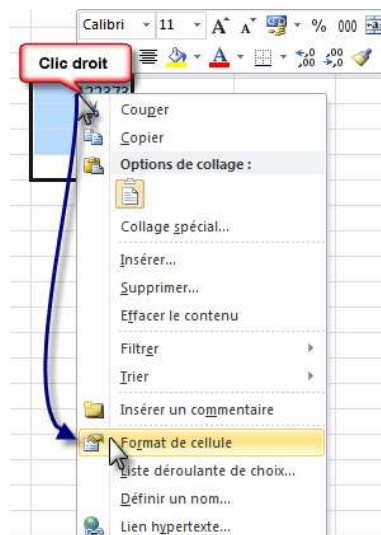 Calibri 11 A A % 000
Clic droit
122373
Couper
Copier
Options de collage :
Collage spécial...
Insérer...
Supprimer...
Effacer le contenu
Filtrer
Trier
Insérer un commentaire
Format de cellule
Liste déroulante de choix...
Définir un nom...
Lien hypertexte...